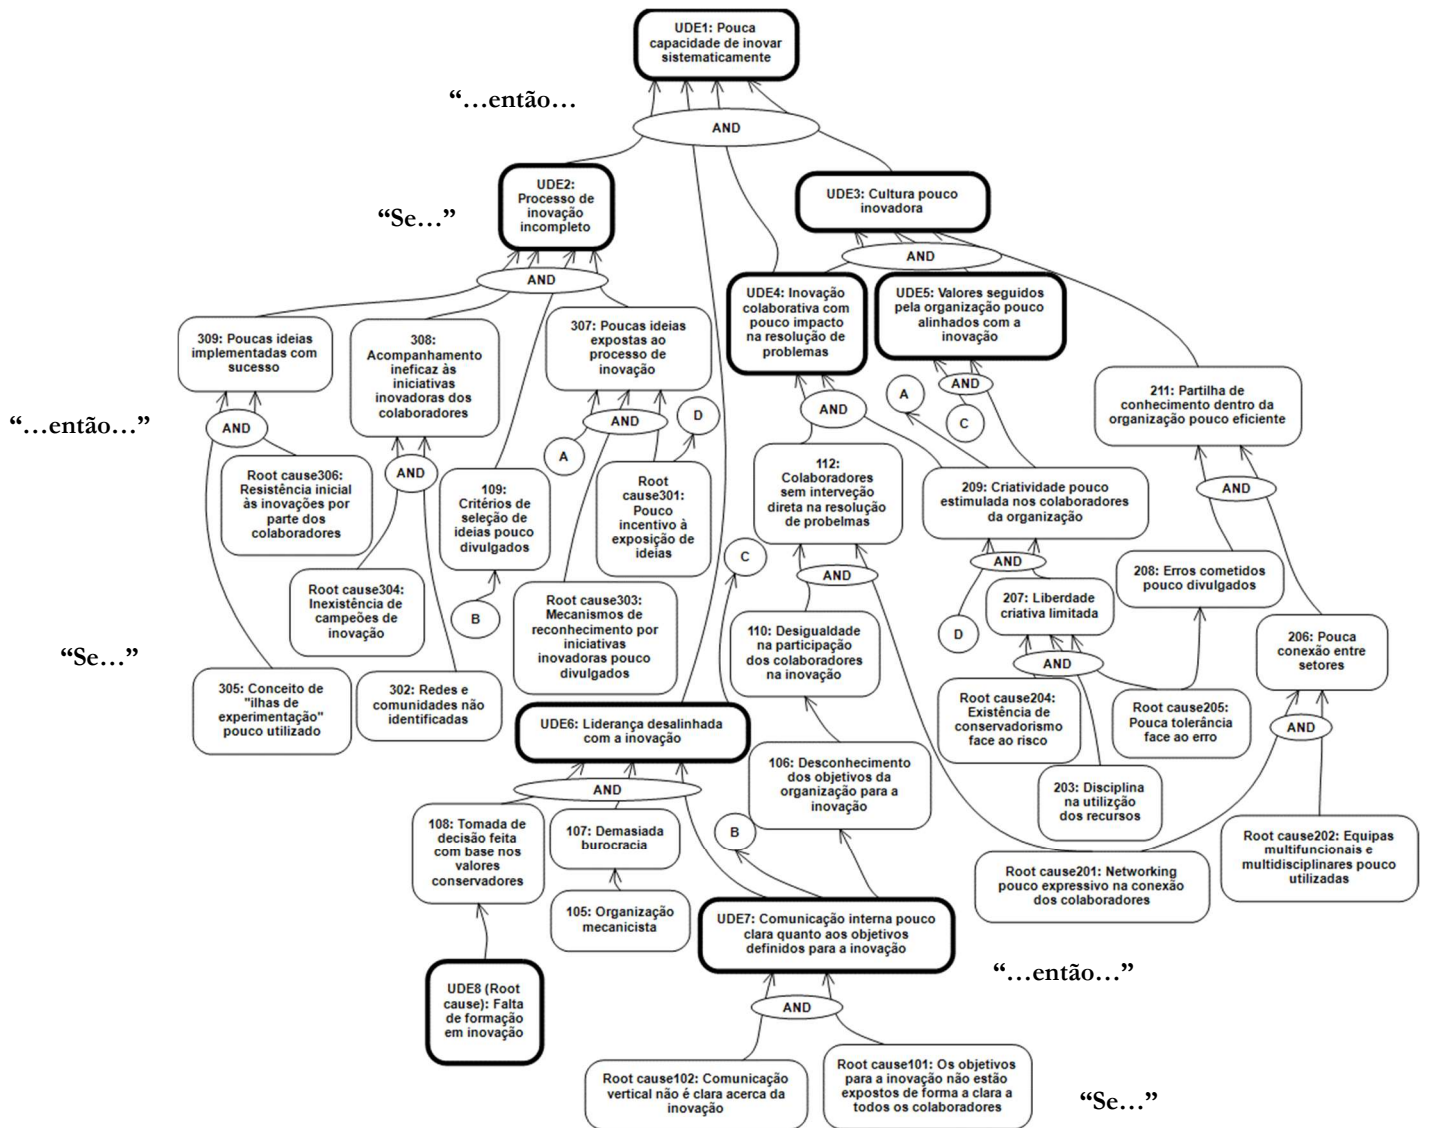 UDE1: Pouca
capacidade de inovar
sistematicamente
“…então…
AND
UDE2:
Processo de
inovação
incompleto
“Se…”
UDE3: Cultura pouco
inovadora
AND
AND
UDE4: Inovação
colaborativa com
pouco impacto
na resolução de
problemas
UDE5: Valores seguidos
pela organização pouco
alinhados com a
inovação
309: Poucas ideias
implementadas com
sucesso
308:
Acompanhamento
ineficaz às
iniciativas
inovadoras dos
colaboradores
307: Poucas ideias
expostas ao
processo de
inovação
211: Partilha de
conhecimento dentro da
organização pouco eficiente
“…então…”
AND
AND
D
A
AND
A
AND
C
Root cause306:
Resistência inicial
às inovações por
parte dos
colaboradores
AND
109:
Critérios de
seleção de
ideias pouco
divulgados
Root
cause301:
Pouco
incentivo à
exposição de
ideias
112:
Colaboradores
sem interveção
direta na resolução
de probelmas
209: Criatividade pouco
estimulada nos colaboradores
da organização
AND
C
AND
AND
Root cause304:
Inexistência de
campeões de
inovação
B
Root cause303:
Mecanismos de
reconhecimento por
iniciativas
inovadoras pouco
divulgados
110: Desigualdade
na participação
dos colaboradores
na inovação
D
207: Liberdade
criativa limitada
208: Erros cometidos
pouco divulgados
206: Pouca
conexão entre
setores
“Se…”
AND
305: Conceito de
"ilhas de
experimentação"
pouco utilizado
302: Redes e
comunidades não
identificadas
UDE6: Liderança desalinhada
com a inovação
Root cause204:
Existência de
conservadorismo
face ao risco
Root cause205:
Pouca tolerância
face ao erro
AND
106: Desconhecimento
dos objetivos da
organização para a
inovação
203: Disciplina
na utilizção
dos recursos
AND
108: Tomada de
decisão feita
com base nos
valores
conservadores
107: Demasiada
burocracia
B
Root cause201: Networking
pouco expressivo na conexão
dos colaboradores
Root cause202: Equipas
multifuncionais e
multidisciplinares pouco
utilizadas
105: Organização
mecanicista
UDE7: Comunicação interna pouco
clara quanto aos objetivos
definidos para a inovação
“…então…”
UDE8 (Root
cause): Falta
de formação
em inovação
AND
Root cause102: Comunicação
vertical não é clara acerca da
inovação
Root cause101: Os objetivos
para a inovação não estão
expostos de forma a clara a
todos os colaboradores
“Se…”